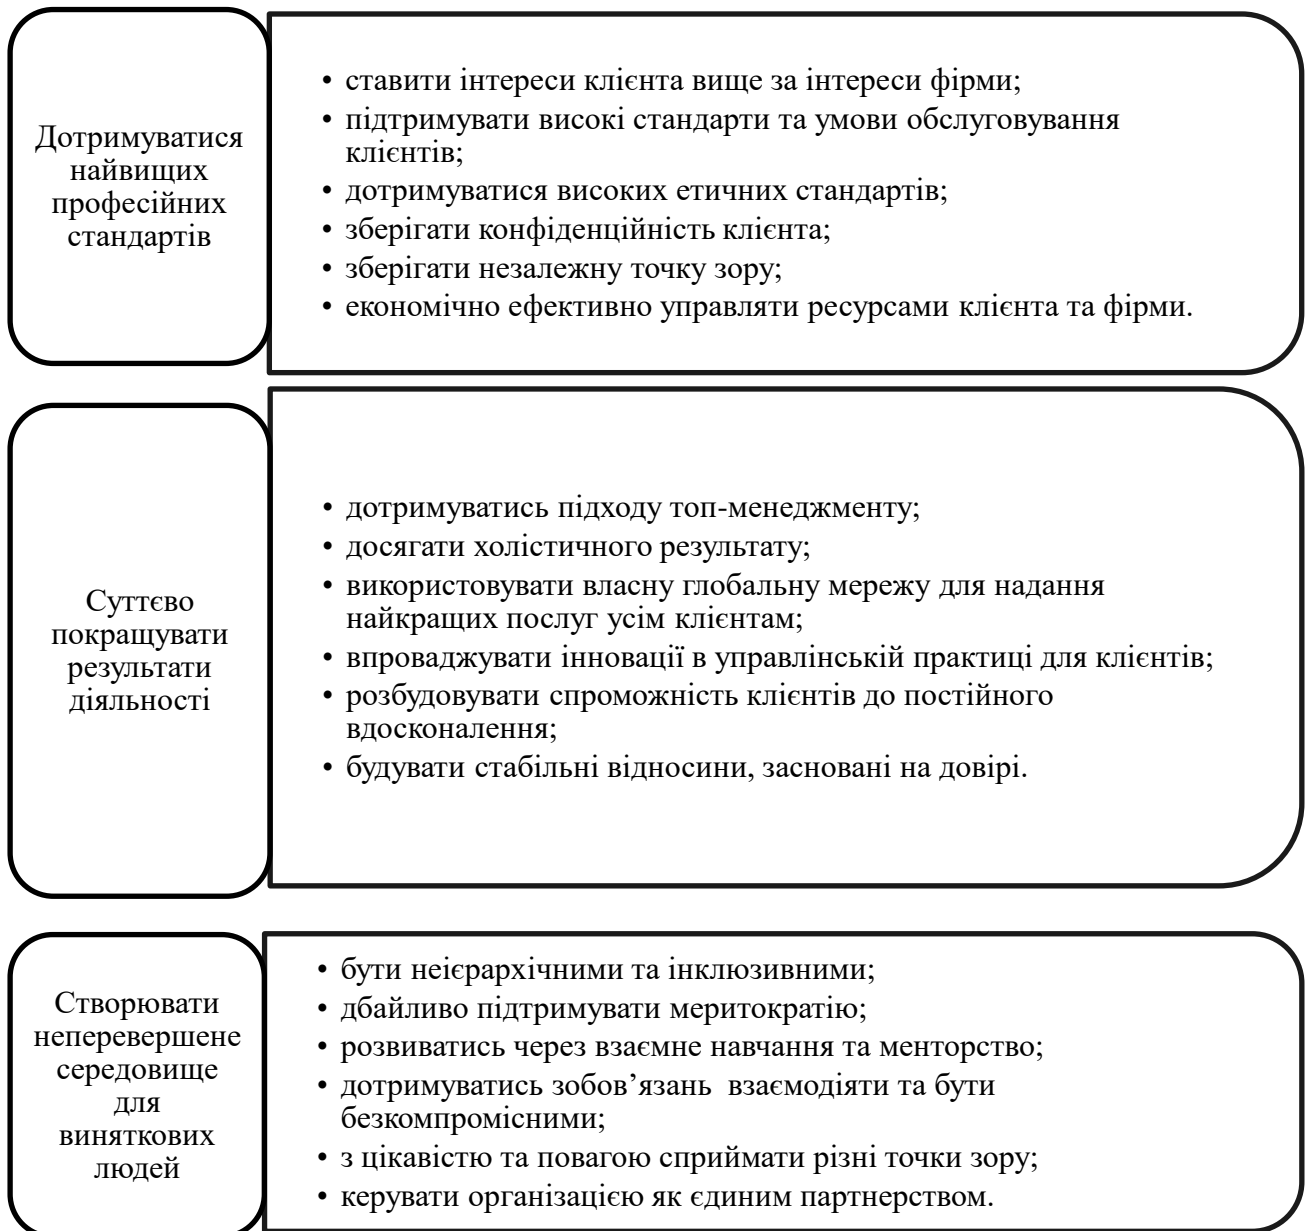 Дотримуватися
найвищих
професійних
стандартів
• ставити інтереси клієнта вище за інтереси фірми;
• підтримувати високі стандарти та умови обслуговування
клієнтів;
• дотримуватися високих етичних стандартів;
• зберігати конфіденційність клієнта;
• зберігати незалежну точку зору;
• економічно ефективно управляти ресурсами клієнта та фірми.
Суттєво
покращувати
результати
діяльності
• дотримуватись підходу топ-менеджменту;
• досягати холістичного результату;
• використовувати власну глобальну мережу для надання
найкращих послуг усім клієнтам;
• впроваджувати інновації в управлінській практиці для клієнтів;
• розбудовувати спроможність клієнтів до постійного
вдосконалення;
• будувати стабільні відносини, засновані на довірі.
Створювати
неперевершене
середовище
для
виняткових
людей
• бути неієрархічними та інклюзивними;
• дбайливо підтримувати меритократію;
• розвиватись через взаємне навчання та менторство;
• дотримуватись зобов’язань  взаємодіяти та бути
безкомпромісними;
• з цікавістю та повагою сприймати різні точки зору;
• керувати організацією як єдиним партнерством.